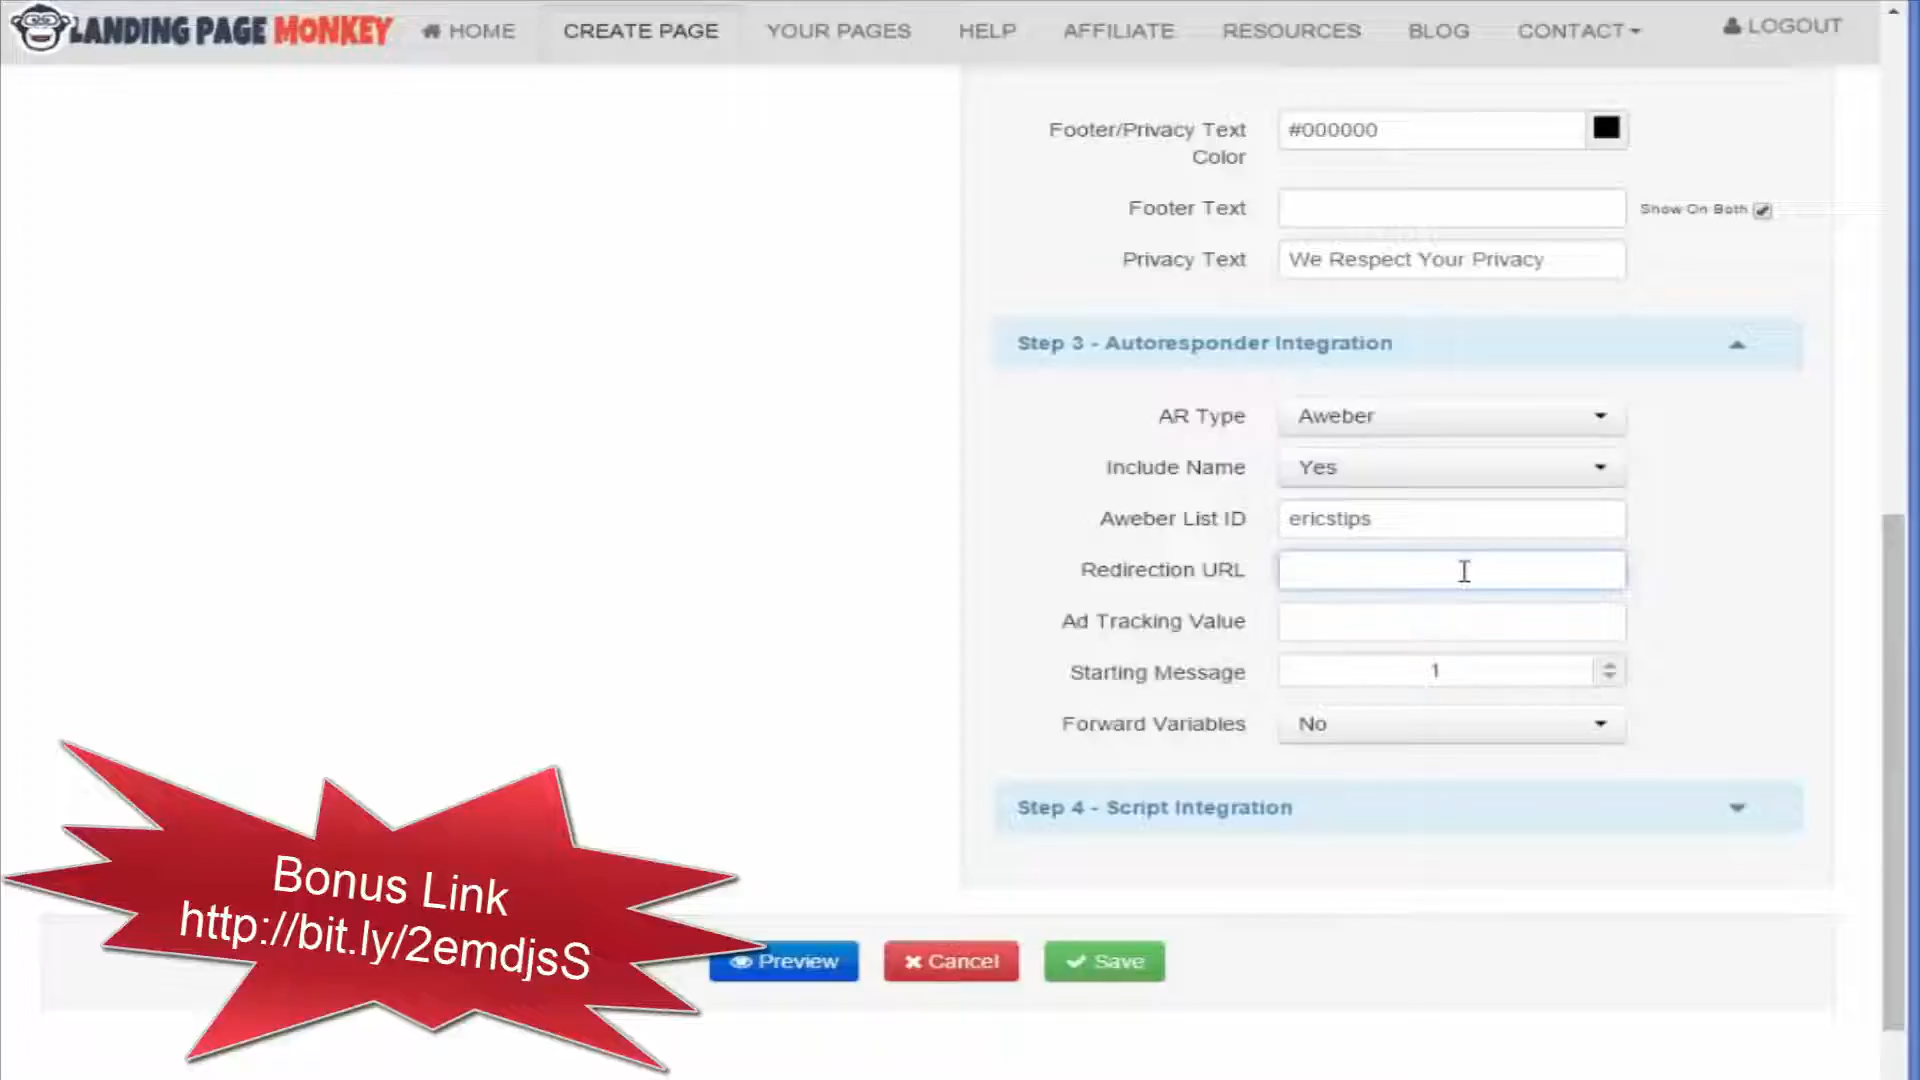 LANDING PAGE MONKEY
HOME
CREATE PAGE
YOUR PAGES
HELP
AFFILIATE
RESOURCES
BLOG
CONTACT
LOGOUT
Footer/Privacy Text
Color
#000000
Footer Text
Show On Both
Privacy Text
We Respect Your Privacy
Step 3 - Autoresponder Integration
AR Type
Aweber
Include Name
Yes
Aweber List ID
ericstips
Redirection URL
Ad Tracking Value
Starting Message
1
Forward Variables
No
Step 4 - Script Integration
Bonus Link
http://bit.ly/2emdjsS
Preview
Cancel
Save